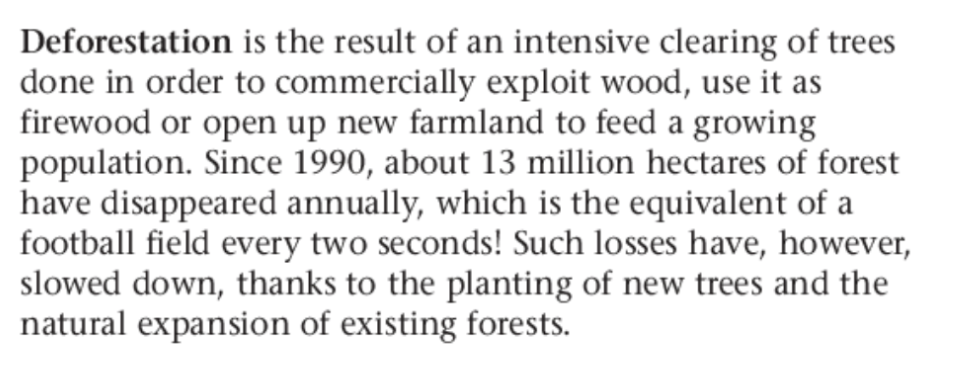 Deforestation is the result of an intensive clearing of trees
done in order to commercially exploit wood, use it as
firewood or open up new farmland to feed a growing
population. Since 1990, about 13 million hectares of forest
have disappeared annually, which is the equivalent of a
football field every two seconds! Such losses have, however,
slowed down, thanks to the planting of new trees and the
natural expansion of existing forests.